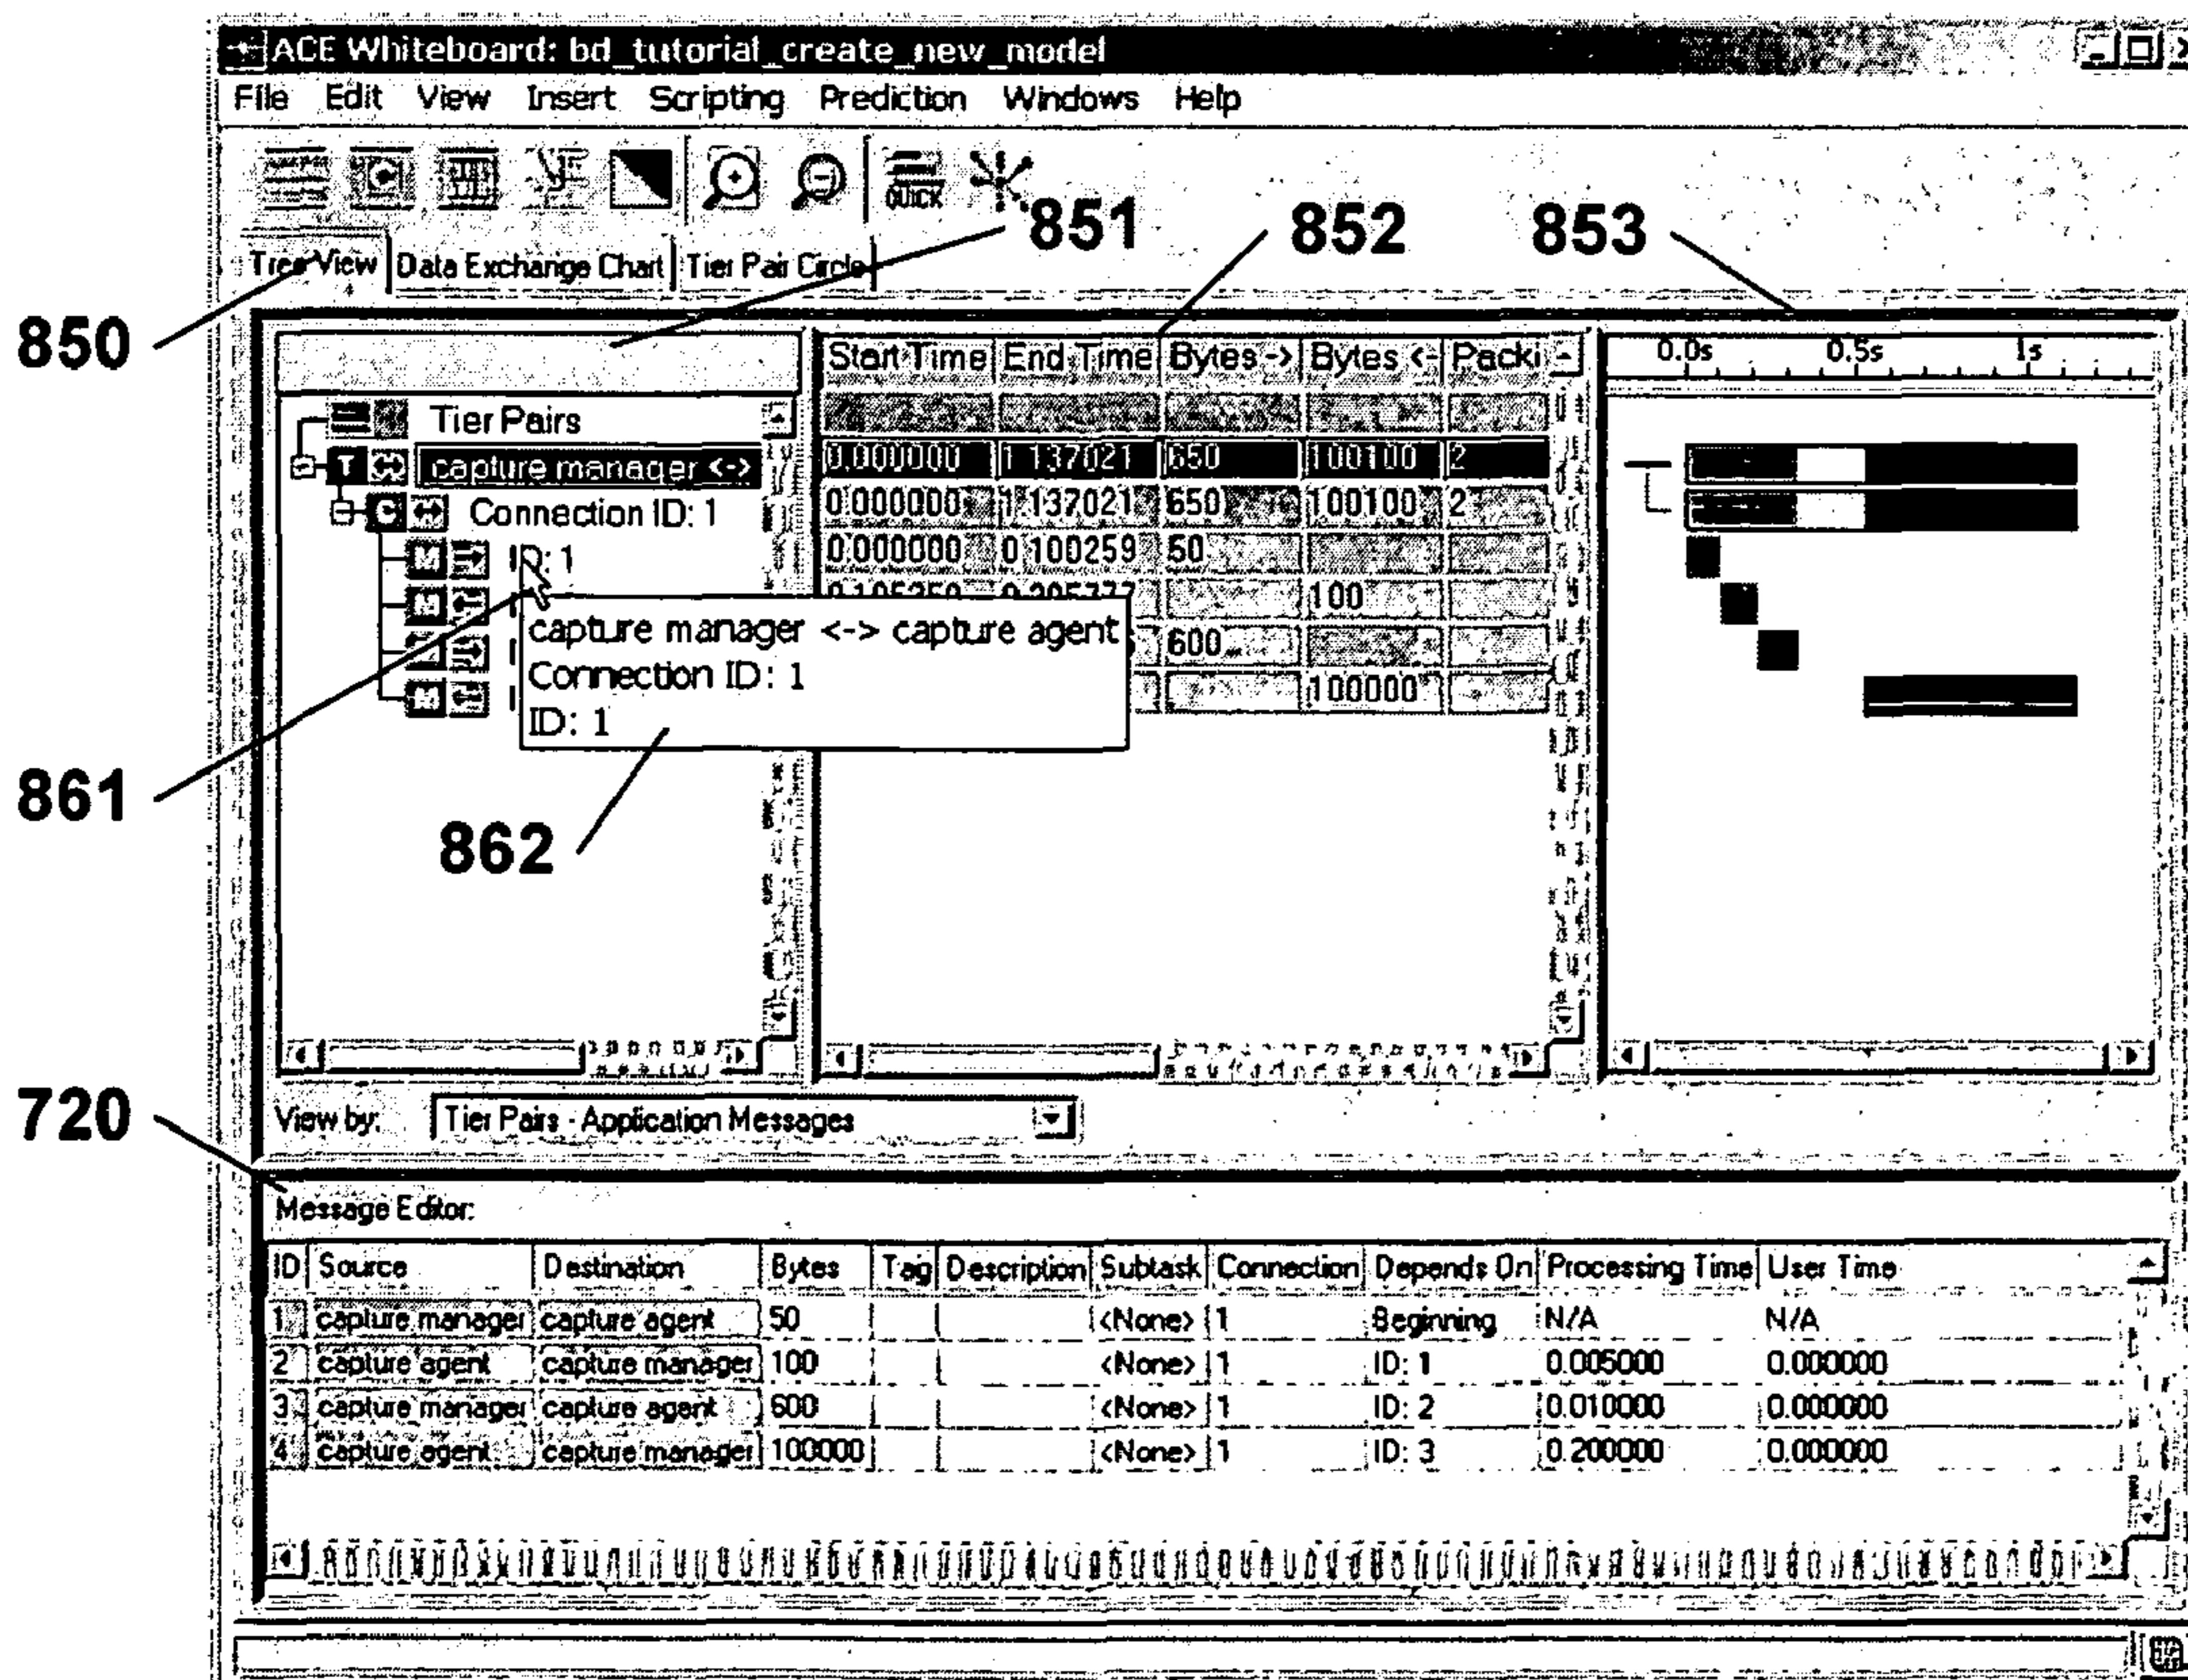 ACE Whiteboard: bd_tutorial_create_new_model
File Edit View Insert Scripting Prediction Windows Help
QUICK
851 852 853
Tree View Data Exchange Chart Tier Pair Circle
850
Start Time End Time Bytes -> Bytes <- Packi
0.0s 0.5s 1s
Tier Pairs
capture manager <-> 0.000000 1.137021 650 100100 2
Connection ID: 1 0.000000 1.137021 650 100100 2
ID: 1 0.000000 0.100259 50
0.105259 0.205777 100
capture manager <-> capture agent
600
Connection ID: 1
100000
ID: 1
861
862
720
View by: Tier Pairs - Application Messages
Message Editor:
ID Source Destination Bytes Tag Description Subtask Connection Depends On Processing Time User Time
1 capture manager capture agent 50 <None> 1 Beginning N/A N/A
2 capture agent capture manager 100 <None> 1 ID: 1 0.005000 0.000000
3 capture manager capture agent 600 <None> 1 ID: 2 0.010000 0.000000
4 capture agent capture manager 100000 <None> 1 ID: 3 0.200000 0.000000